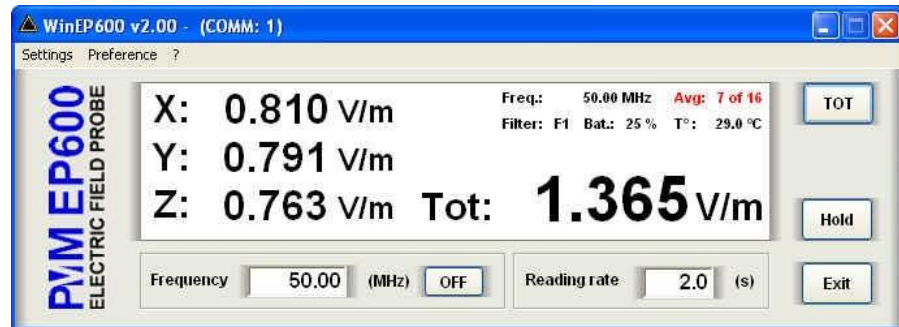 WinEP600 v2.00 - (COMM: 1)
Settings Preference ?
PMM EP600
ELECTRIC FIELD PROBE
X: 0.810 V/m
Y: 0.791 V/m
Z: 0.763 V/m Tot: 1.365 V/m
Freq.: 50.00 MHz Avg: 7 of 16
Filter: F1 Bat.: 25 % T°: 29.0 °C
TOT
Hold
Frequency 50.00 (MHz) OFF
Reading rate 2.0 (s)
Exit